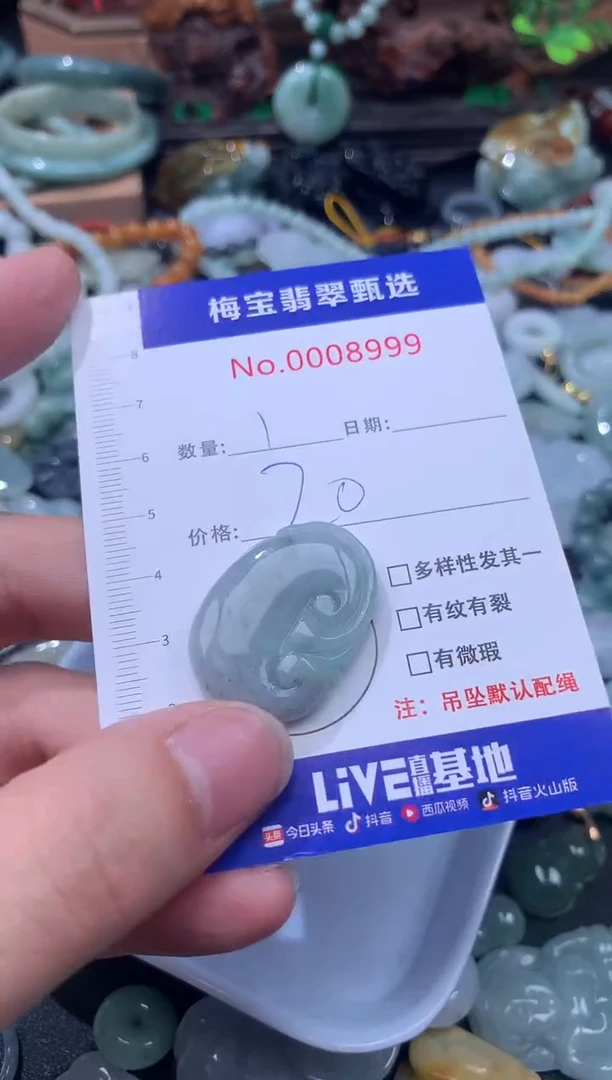 梅宝翡翠甄选
No.0008999
8
7
数量: 1 日期:
6
5
价格: 70
4
多样性发其一
3
有纹有裂
有微瑕
注：吊坠默认配绳
LiVE直播基地
头条 今日头条 抖音 西瓜视频 抖音火山版